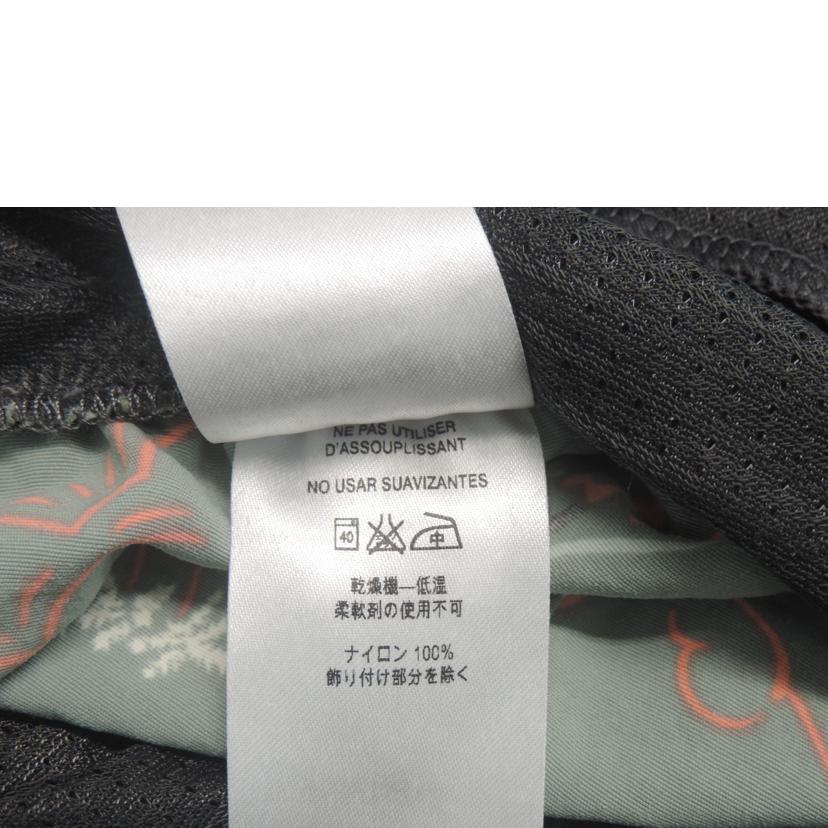 NE PAS UTILISER
D'ASSOUPLISSANT
NO USAR SUAVIZANTES
40 中
乾燥機—低温
柔軟剤の使用不可
ナイロン 100%
飾り付け部分を除く